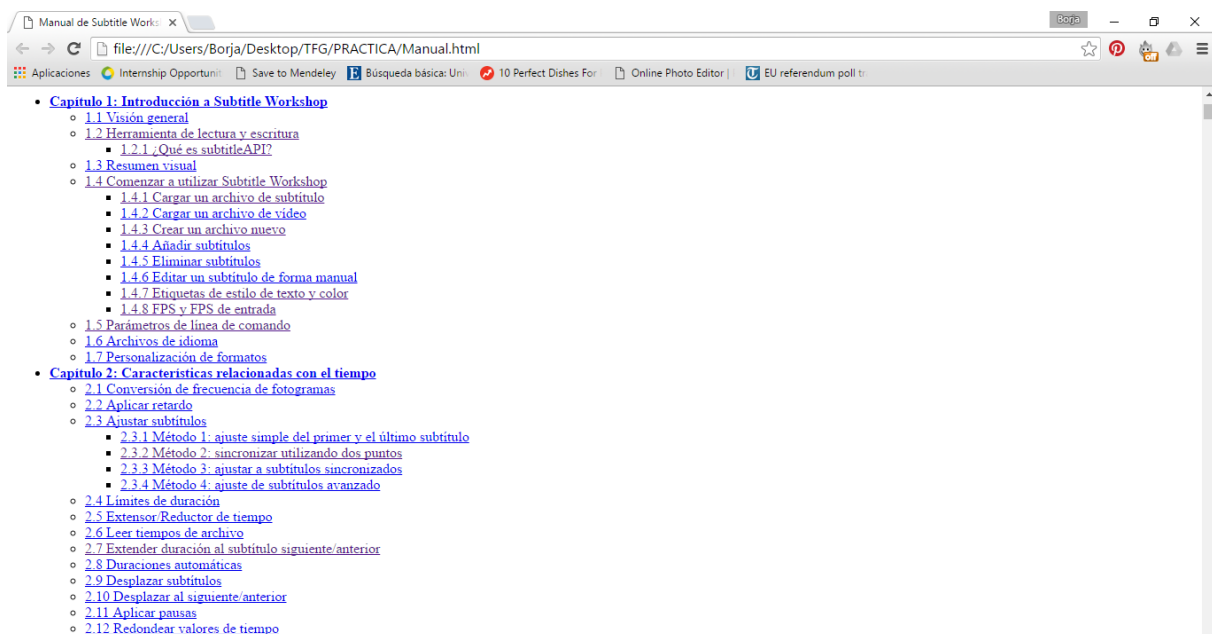 Manual de Subtitle Works
Borja
file:///C:/Users/Borja/Desktop/TFG/PRACTICA/Manual.html
off
Aplicaciones Internship Opportunit Save to Mendeley Búsqueda básica: Uni 10 Perfect Dishes For Online Photo Editor | EU referendum poll tr
Capítulo 1: Introducción a Subtitle Workshop
1.1 Visión general
1.2 Herramienta de lectura y escritura
1.2.1 ¿Qué es subtitleAPI?
1.3 Resumen visual
1.4 Comenzar a utilizar Subtitle Workshop
1.4.1 Cargar un archivo de subtítulo
1.4.2 Cargar un archivo de vídeo
1.4.3 Crear un archivo nuevo
1.4.4 Añadir subtítulos
1.4.5 Eliminar subtítulos
1.4.6 Editar un subtítulo de forma manual
1.4.7 Etiquetas de estilo de texto y color
1.4.8 FPS y FPS de entrada
1.5 Parámetros de línea de comando
1.6 Archivos de idioma
1.7 Personalización de formatos
Capítulo 2: Características relacionadas con el tiempo
2.1 Conversión de frecuencia de fotogramas
2.2 Aplicar retardo
2.3 Ajustar subtítulos
2.3.1 Método 1: ajuste simple del primer y el último subtítulo
2.3.2 Método 2: sincronizar utilizando dos puntos
2.3.3 Método 3: ajustar a subtítulos sincronizados
2.3.4 Método 4: ajuste de subtítulos avanzado
2.4 Límites de duración
2.5 Extensor/Reductor de tiempo
2.6 Leer tiempos de archivo
2.7 Extender duración al subtítulo siguiente/anterior
2.8 Duraciones automáticas
2.9 Desplazar subtítulos
2.10 Desplazar al siguiente/anterior
2.11 Aplicar pausas
2.12 Redondear valores de tiempo